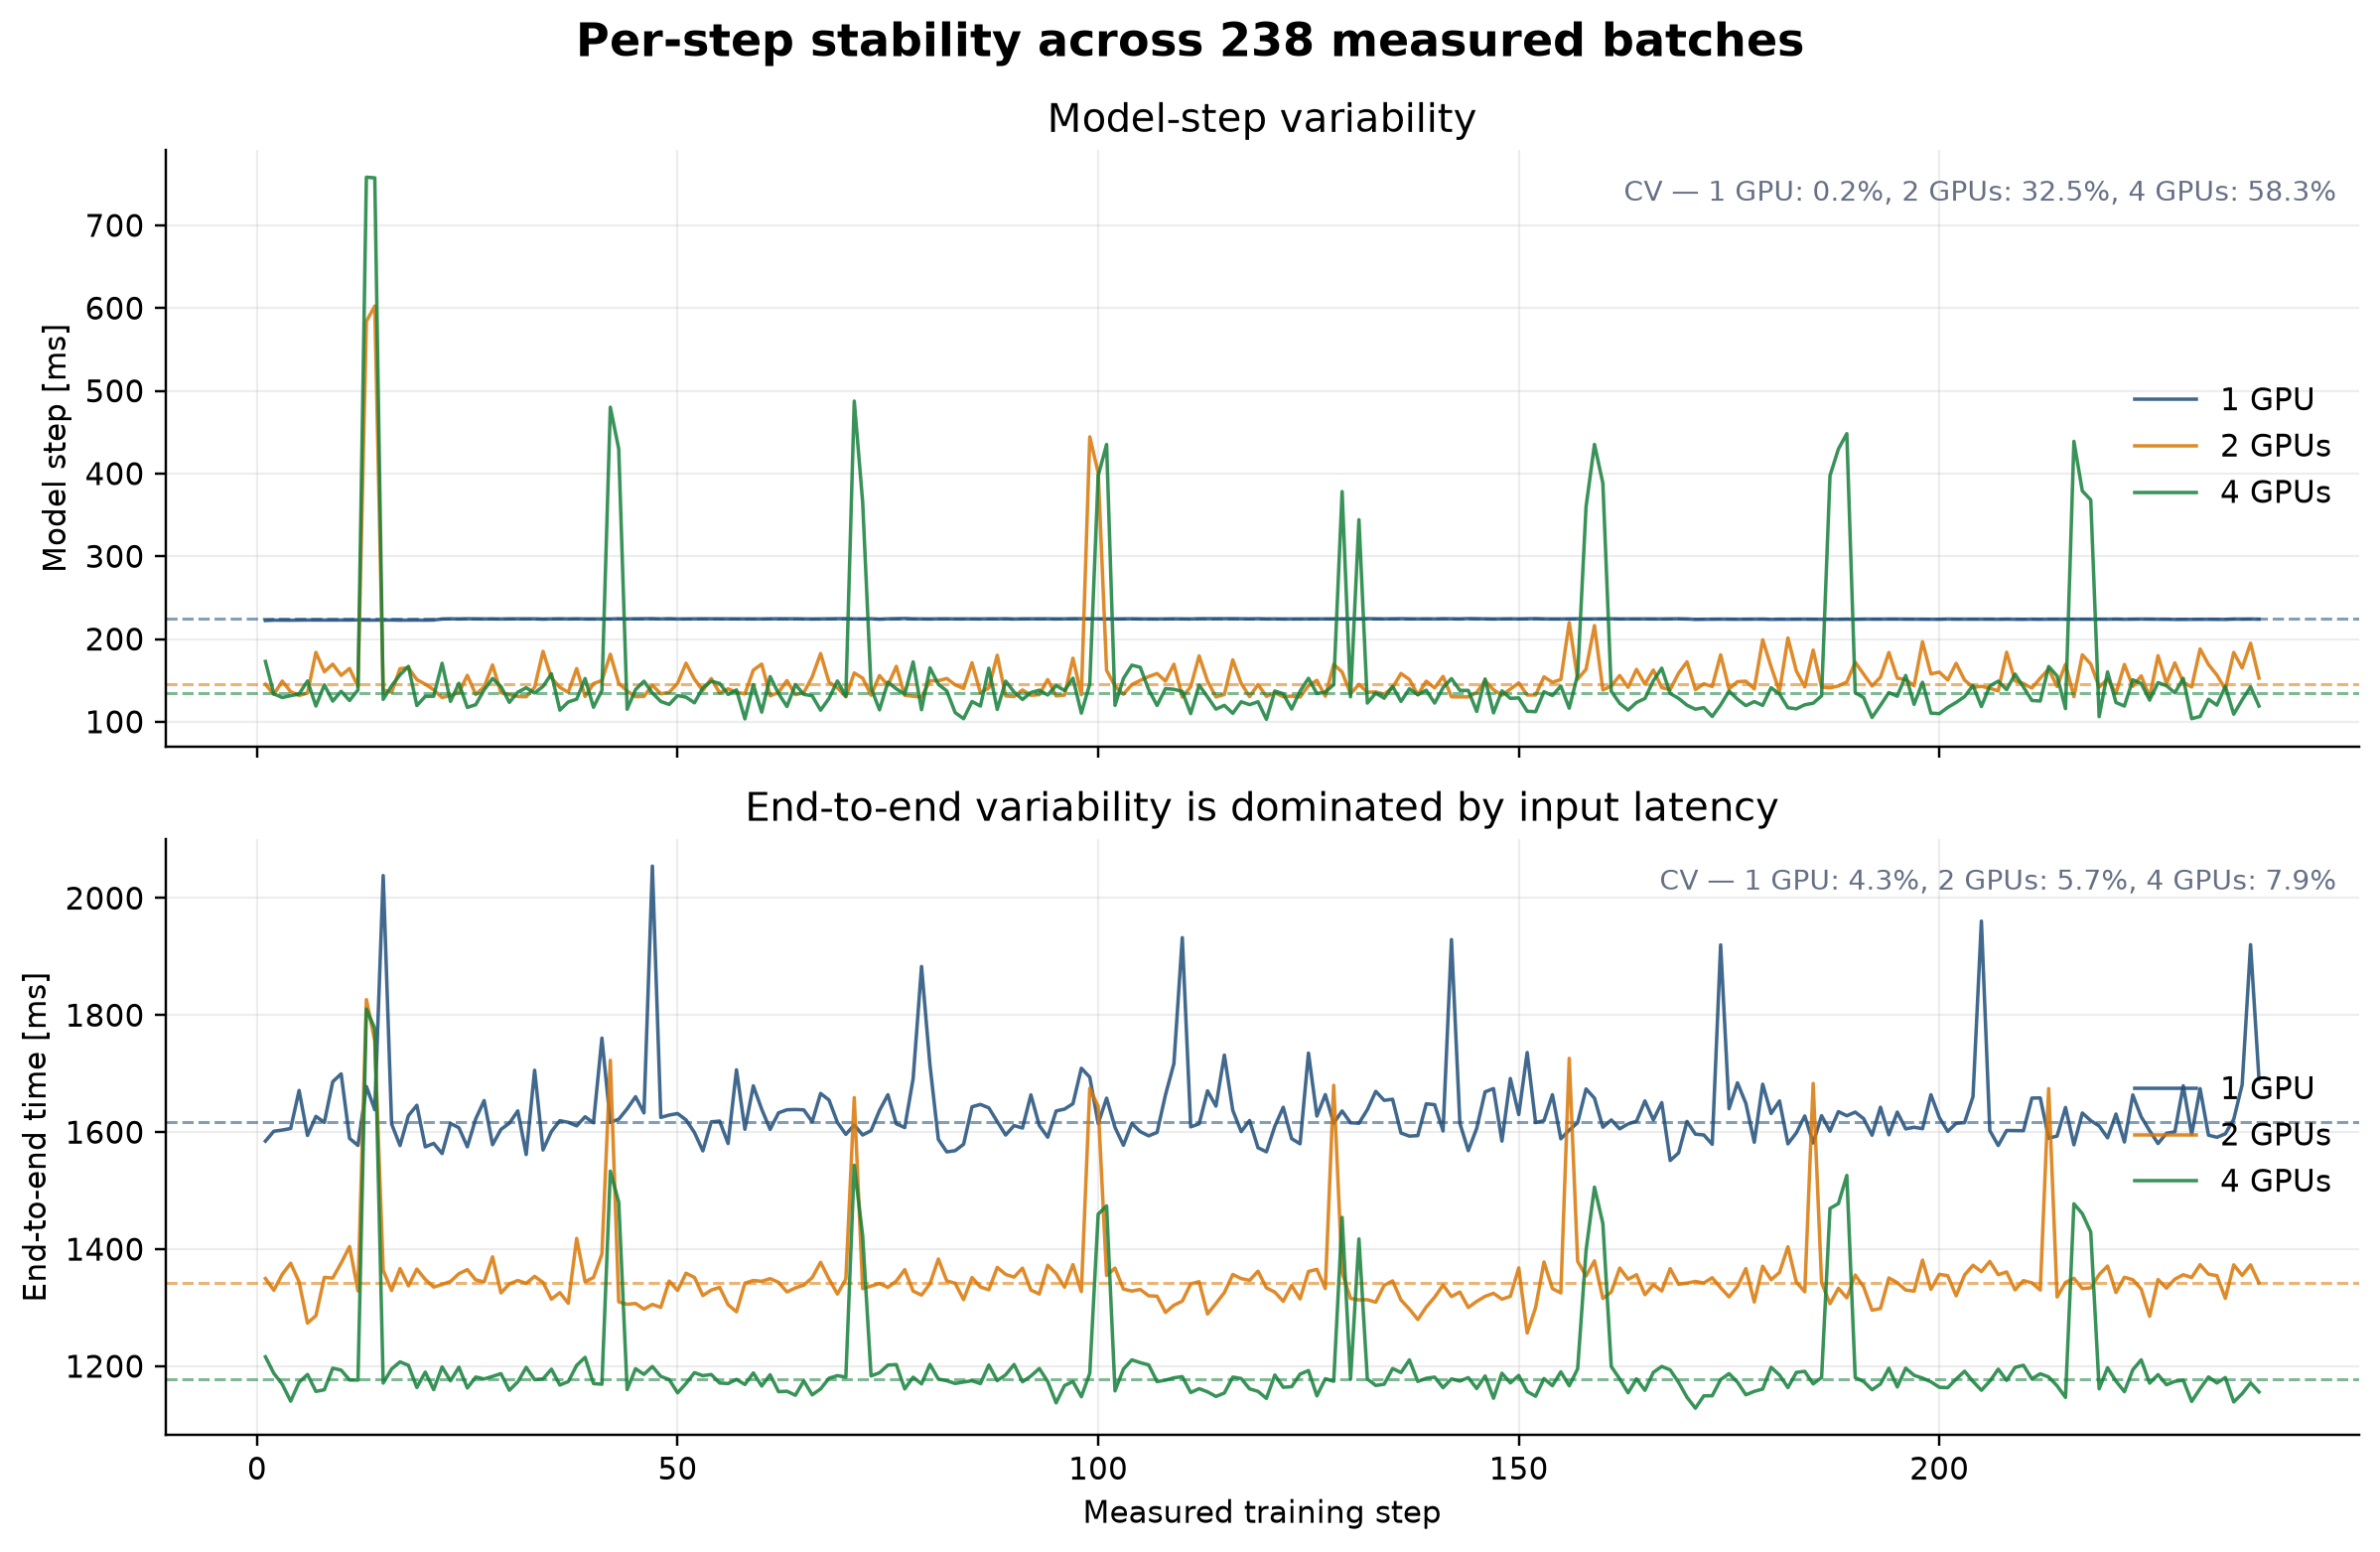 Per-step stability across 238 measured batches
Model-step variability
CV — 1 GPU: 0.2%, 2 GPUs: 32.5%, 4 GPUs: 58.3%
Model step [ms]
700
600
500
400
300
200
100
1 GPU
2 GPUs
4 GPUs
End-to-end variability is dominated by input latency
CV — 1 GPU: 4.3%, 2 GPUs: 5.7%, 4 GPUs: 7.9%
End-to-end time [ms]
2000
1800
1600
1400
1200
1 GPU
2 GPUs
4 GPUs
0 50 100 150 200
Measured training step